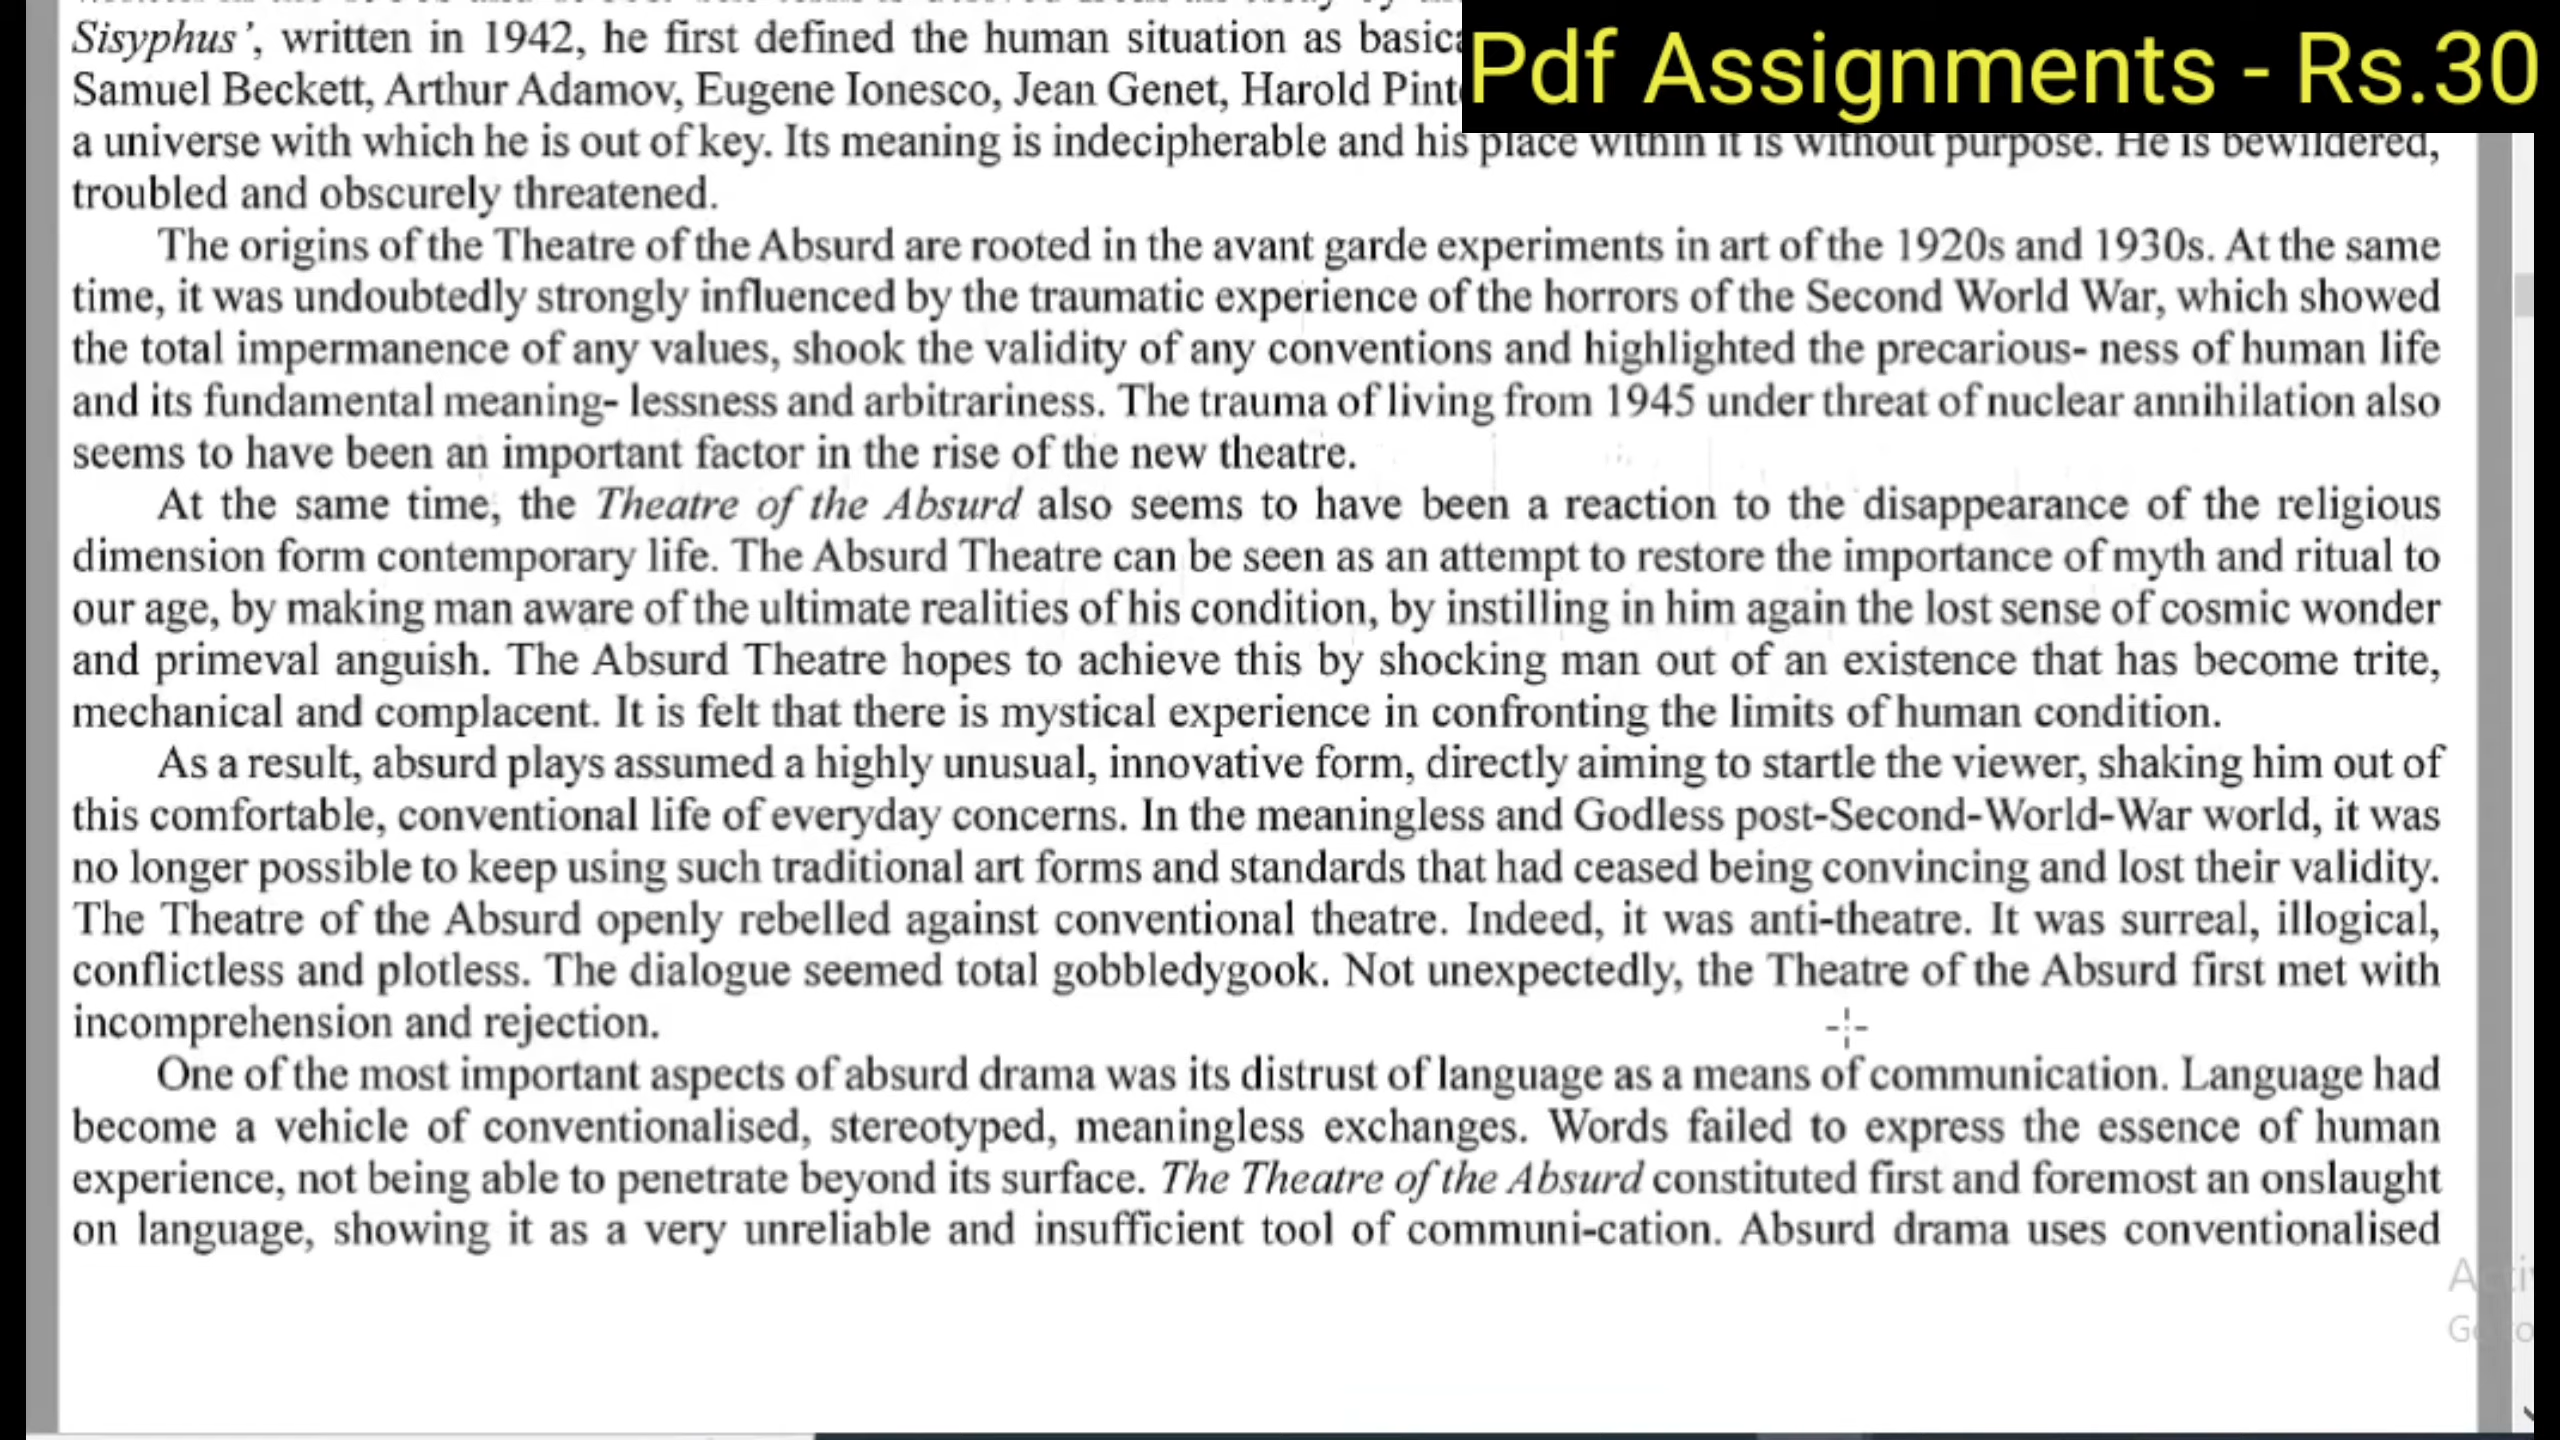 Sisyphus', written in 1942, he first defined the human situation as
Pdf Assignments - Rs.30
Samuel Beckett, Arthur Adamov, Eugene Ionesco, Jean Genet, Harold
a universe with which he is out of key. Its meaning is indecipherable and his place within it is without purpose. He is bewildered,
troubled and obscurely threatened.
The origins of the Theatre of the Absurd are rooted in the avant garde experiments in art of the 1920s and 1930s. At the same
time, it was undoubtedly strongly influenced by the traumatic experience of the horrors of the Second World War, which showed
the total impermanence of any values, shook the validity of any conventions and highlighted the precarious- ness of human life
and its fundamental meaning- lessness and arbitrariness. The trauma of living from 1945 under threat of nuclear annihilation also
seems to have been an important factor in the rise of the new theatre.
At the same time, the Theatre of the Absurd also seems to have been a reaction to the disappearance of the religious
dimension form contemporary life. The Absurd Theatre can be seen as an attempt to restore the importance of myth and ritual to
our age, by making man aware of the ultimate realities of his condition, by instilling in him again the lost sense of cosmic wonder
and primeval anguish. The Absurd Theatre hopes to achieve this by shocking man out of an existence that has become trite,
mechanical and complacent. It is felt that there is mystical experience in confronting the limits of human condition.
As a result, absurd plays assumed a highly unusual, innovative form, directly aiming to startle the viewer, shaking him out of
this comfortable, conventional life of everyday concerns. In the meaningless and Godless post-Second-World-War world, it was
no longer possible to keep using such traditional art forms and standards that had ceased being convincing and lost their validity.
The Theatre of the Absurd openly rebelled against conventional theatre. Indeed, it was anti-theatre. It was surreal, illogical,
conflictless and plotless. The dialogue seemed total gobbledygook. Not unexpectedly, the Theatre of the Absurd first met with
incomprehension and rejection.
One of the most important aspects of absurd drama was its distrust of language as a means of communication. Language had
become a vehicle of conventionalised, stereotyped, meaningless exchanges. Words failed to express the essence of human
experience, not being able to penetrate beyond its surface. The Theatre of the Absurd constituted first and foremost an onslaught
on language, showing it as a very unreliable and insufficient tool of communi-cation. Absurd drama uses conventionalised